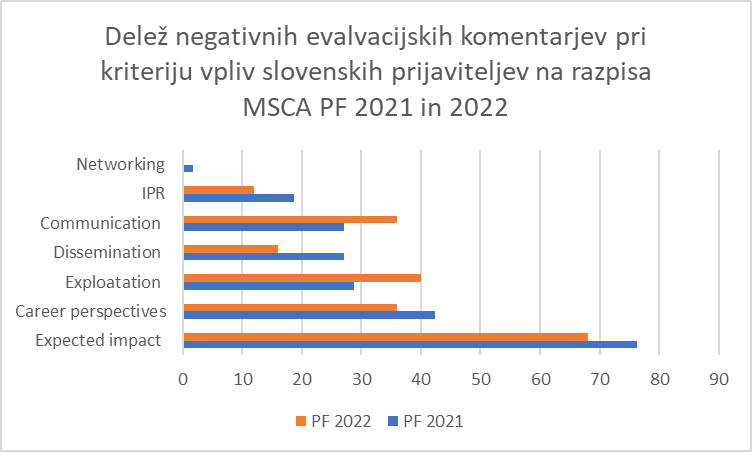 Delež negativnih evalvacijskih komentarjev pri
kriteriju vpliv slovenskih prijaviteljev na razpisa
MSCA PF 2021 in 2022
Networking
IPR
Communication
Dissemination
Exploatation
Career perspectives
Expected impact
0 10 20 30 40 50 60 70 80 90
PF 2022 PF 2021